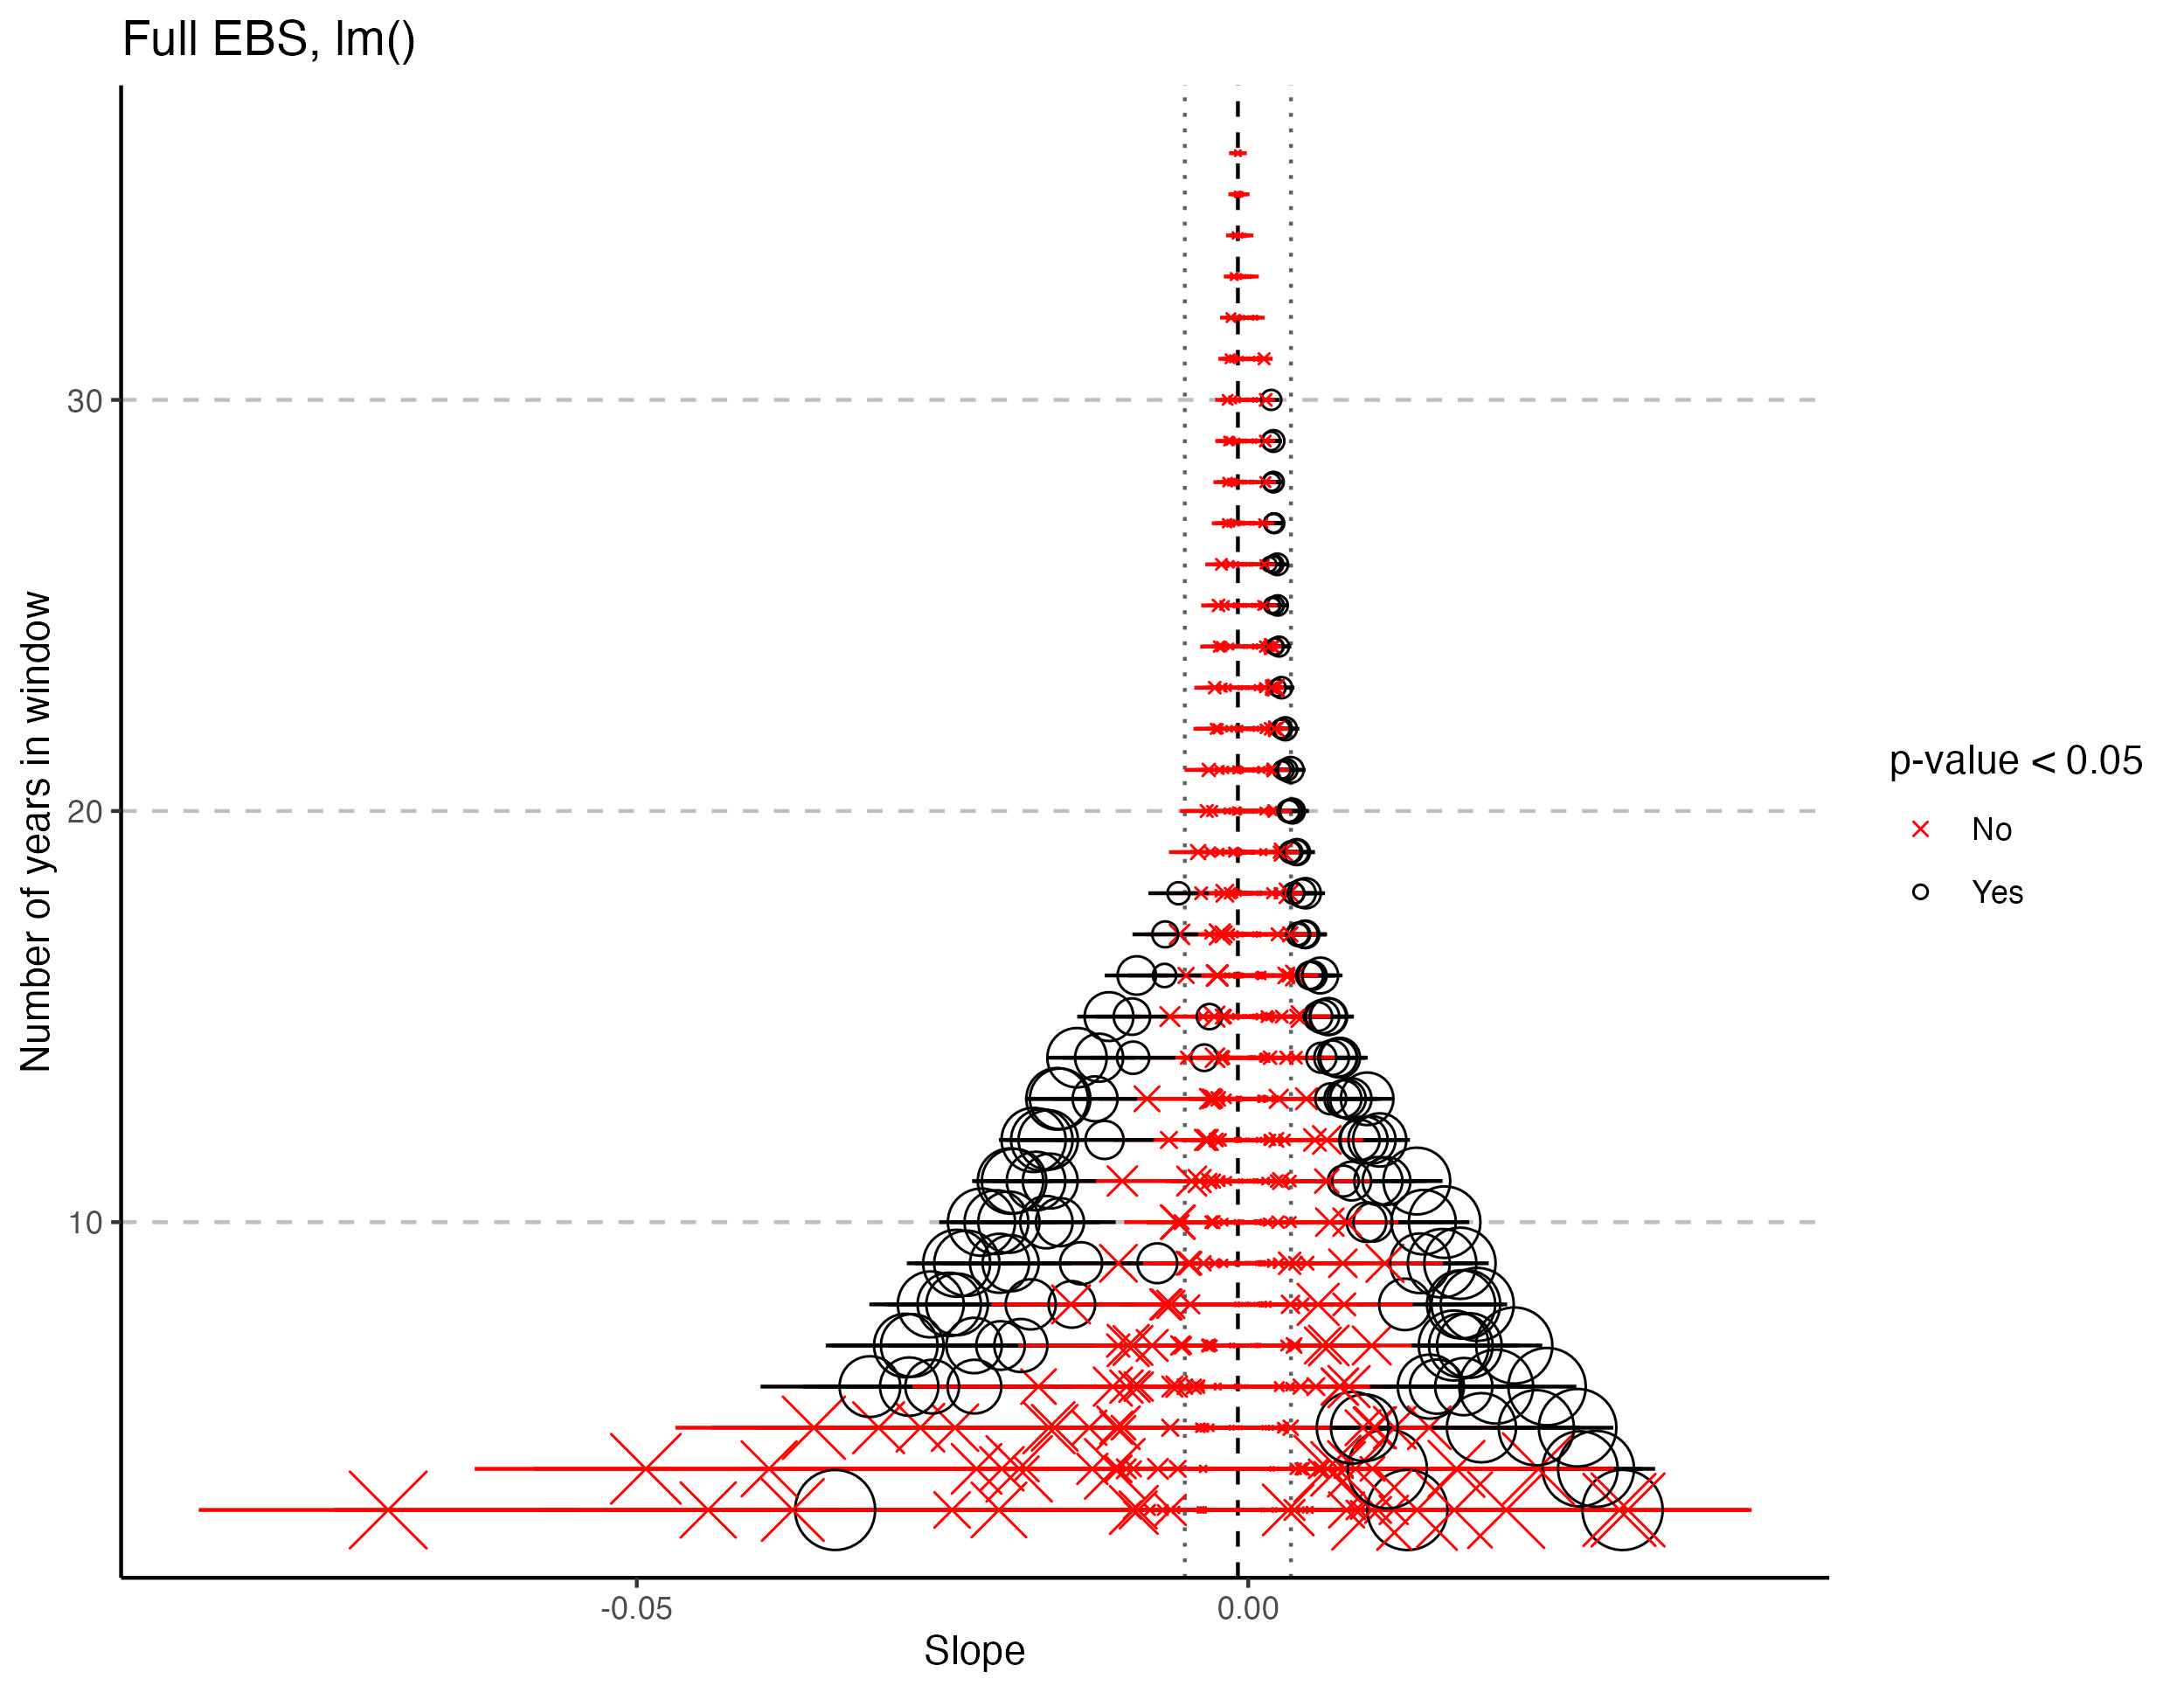 Full EBS, lm()
30
20
10
Number of years in window
-0.05
0.00
Slope
p-value < 0.05
No
Yes